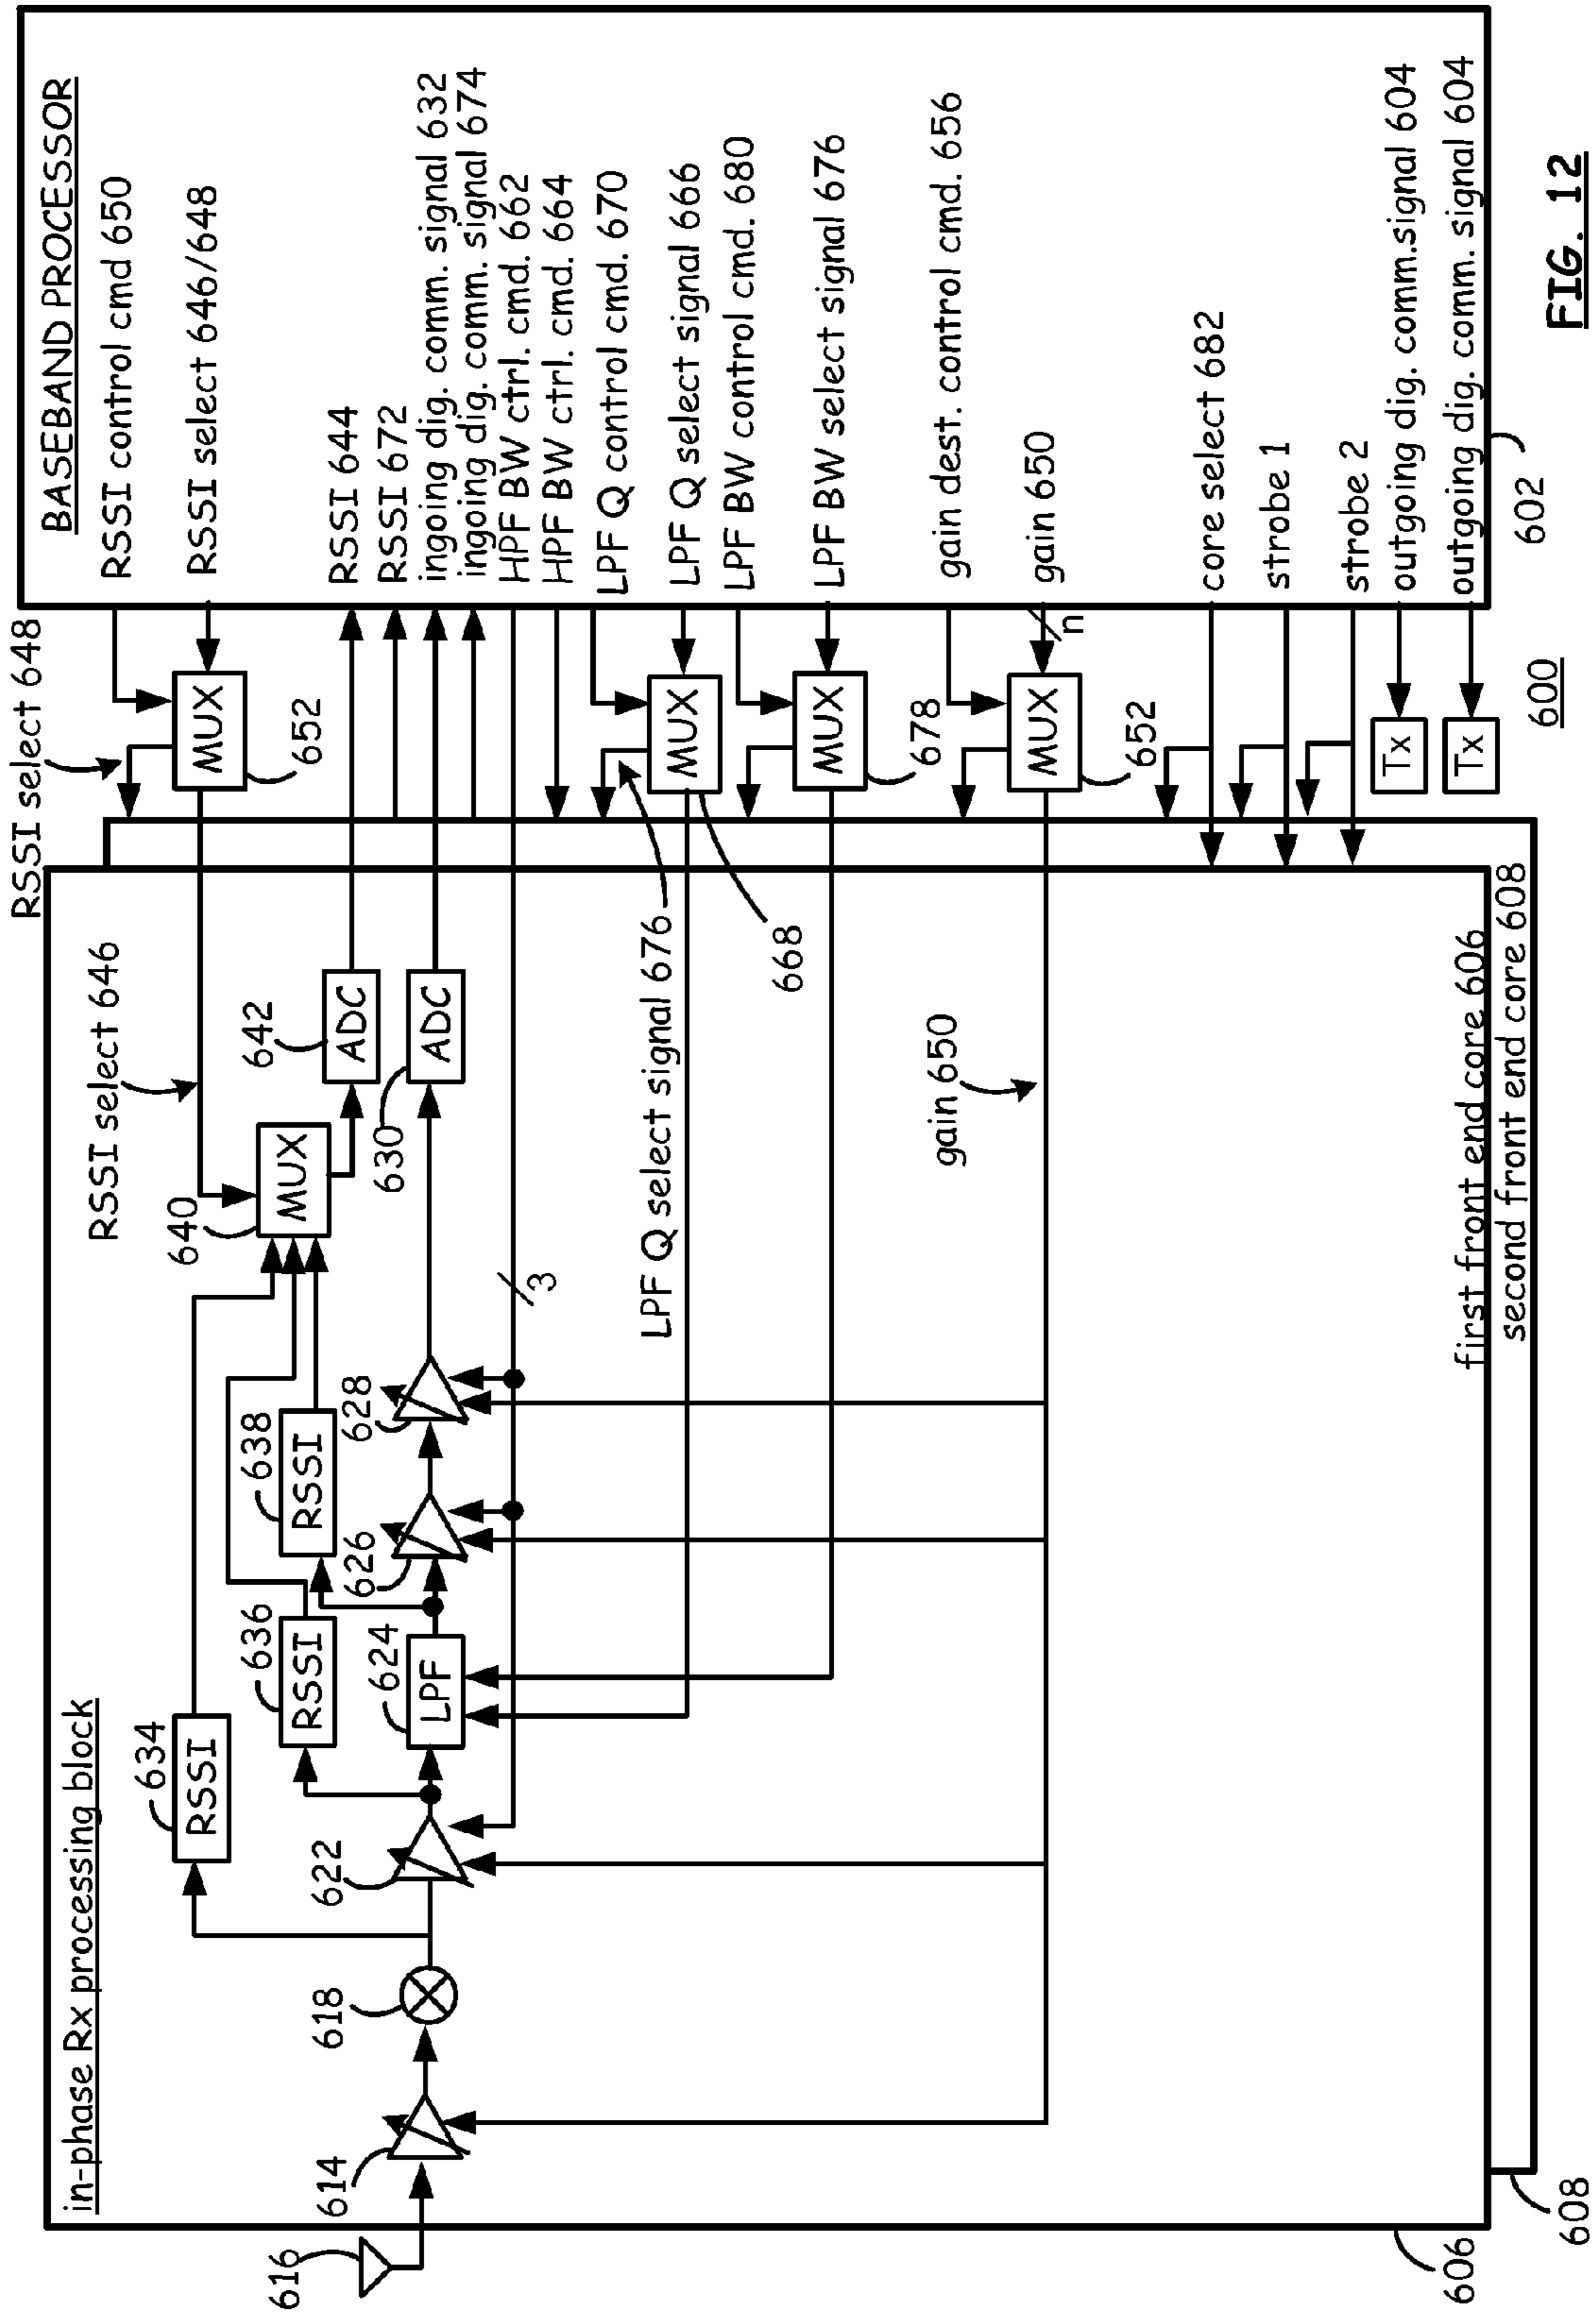 in-phase Rx processing block
616
614
618
622
634
RSSI
636
RSSI
624
LPF
626
638
RSSI
628
3
640
MUX
RSSI select 646
630
642
ADC
ADC
LPF Q select signal 676
668
gain 650
first front end core 606
second front end core 608
606
608
RSSI select 648
MUX
652
MUX
MUX
678
MUX
652
n
Tx
Tx
600
BASEBAND PROCESSOR
RSSI control cmd 650
RSSI select 646/648
RSSI 644
RSSI 672
ingoing dig. comm. signal 632
ingoing dig. comm. signal 674
HPF BW ctrl. cmd. 662
HPF BW ctrl. cmd. 664
LPF Q control cmd. 670
LPF Q select signal 666
LPF BW control cmd. 680
LPF BW select signal 676
gain dest. control cmd. 656
gain 650
core select 682
strobe 1
strobe 2
outgoing dig. comm.signal 604
outgoing dig. comm. signal 604
602
FIG. 12